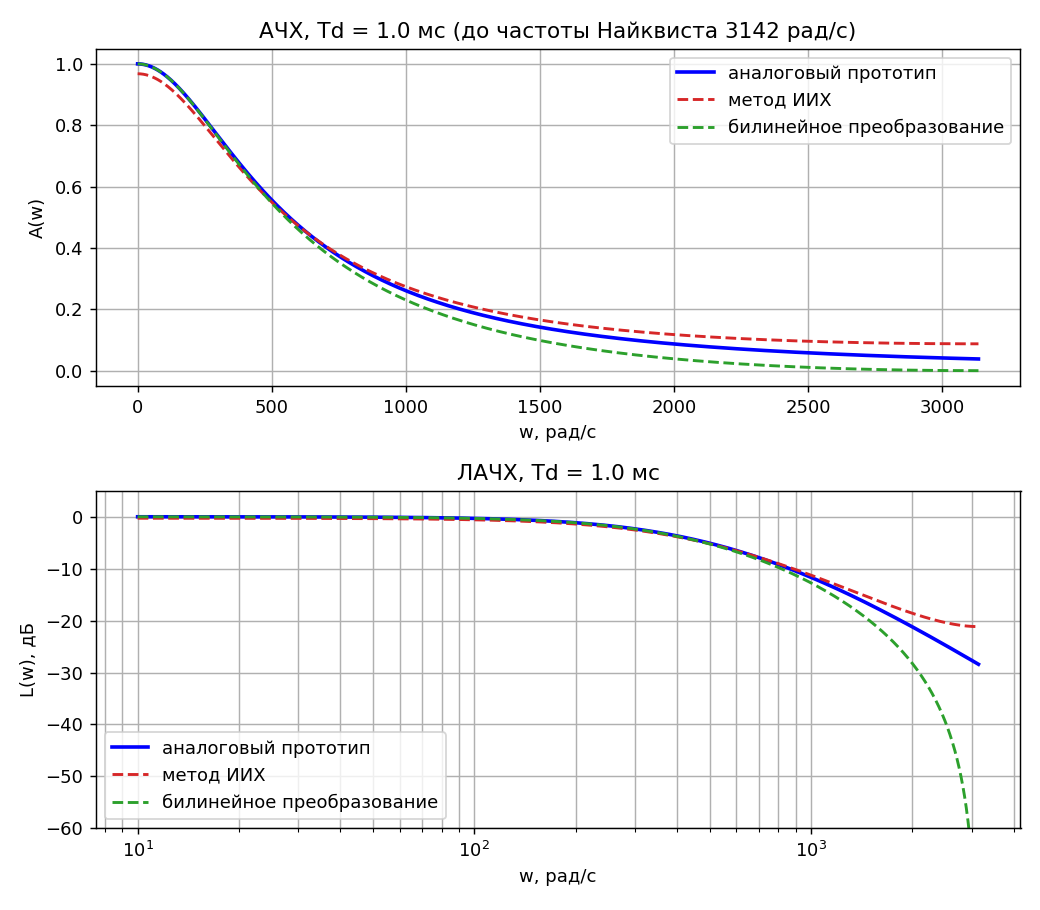 АЧХ, Td = 1.0 мс (до частоты Найквиста 3142 рад/с)
A(w)
1.0
0.8
0.6
0.4
0.2
0.0
аналоговый прототип
метод ИИХ
билинейное преобразование
0 500 1000 1500 2000 2500 3000
w, рад/с
ЛАЧХ, Td = 1.0 мс
L(w), дБ
0
−10
−20
−30
−40
−50
−60
аналоговый прототип
метод ИИХ
билинейное преобразование
10¹ 10² 10³
w, рад/с